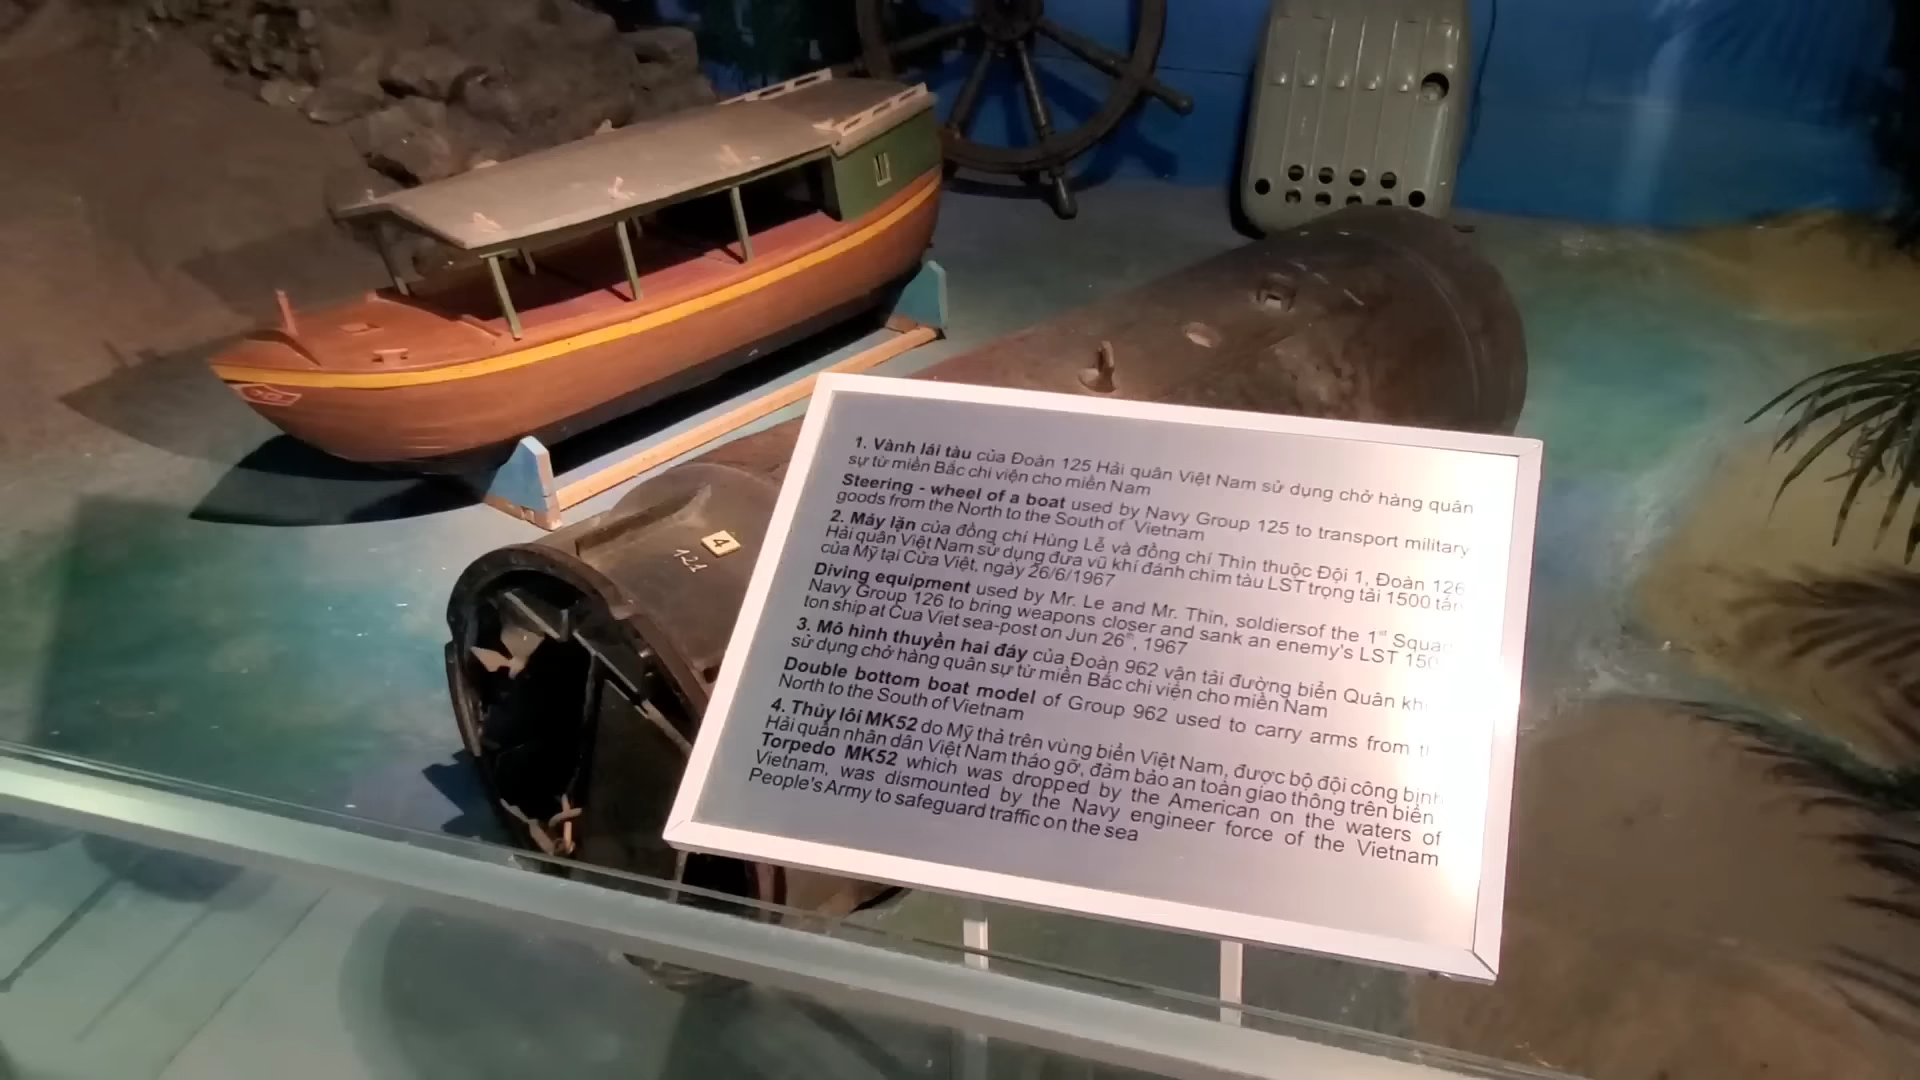 1. Vành lái tàu của Đoàn 125 Hải quân Việt Nam sử dụng chở hàng quân
sự từ miền Bắc chi viện cho miền Nam
Steering - wheel of a boat used by Navy Group 125 to transport military
goods from the North to the South of Vietnam
2. Máy lặn của đồng chí Hùng Lễ và đồng chí Thìn thuộc Đội 1, Đoàn 126
Hải quân Việt Nam sử dụng đưa vũ khí đánh chìm tàu LST trọng tải 1500 tấn
của Mỹ tại Cửa Việt, ngày 26/6/1967
Diving equipment used by Mr. Le and Mr. Thin, soldiersof the 1st
Navy Group 126 to bring weapons closer and sank an enemy's LST
ton ship at Cua Viet sea-post on Jun 26th, 1967
3. Mô hình thuyền hai đáy của Đoàn 962 vận tải đường biển Quân
sử dụng chở hàng quân sự từ miền Bắc chi viện cho miền Nam
Double bottom boat model of Group 962 used to carry arms from
North to the South of Vietnam
4. Thủy lôi MK52 do Mỹ thả trên vùng biển Việt Nam, được bộ đội công binh
Hải quân nhân dân Việt Nam tháo gỡ, đảm bảo an toàn giao thông trên biển
Torpedo MK52 which was dropped by the American on the waters of
Vietnam, was dismounted by the Navy engineer force of the Vietnam
People's Army to safeguard traffic on the sea
4
121